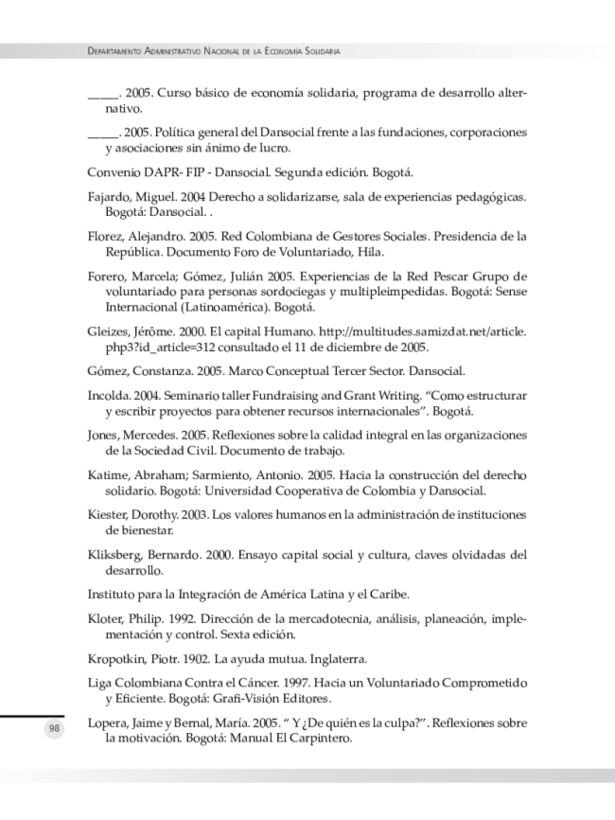 Departamento Administrativo Nacional de la Economía Solidaria
_____. 2005. Curso básico de economía solidaria, programa de desarrollo alter-
nativo.
_____. 2005. Política general del Dansocial frente a las fundaciones, corporaciones
y asociaciones sin ánimo de lucro.
Convenio DAPR- FIP - Dansocial. Segunda edición. Bogotá.
Fajardo, Miguel. 2004 Derecho a solidarizarse, sala de experiencias pedagógicas.
Bogotá: Dansocial. .
Florez, Alejandro. 2005. Red Colombiana de Gestores Sociales. Presidencia de la
República. Documento Foro de Voluntariado, Hila.
Forero, Marcela; Gómez, Julián 2005. Experiencias de la Red Pescar Grupo de
voluntariado para personas sordociegas y multipleimpedidas. Bogotá: Sense
Internacional (Latinoamérica). Bogotá.
Gleizes, Jérôme. 2000. El capital Humano. http://multitudes.samizdat.net/article.
php3?id_article=312 consultado el 11 de diciembre de 2005.
Gómez, Constanza. 2005. Marco Conceptual Tercer Sector. Dansocial.
Incolda. 2004. Seminario taller Fundraising and Grant Writing. “Como estructurar
y escribir proyectos para obtener recursos internacionales”. Bogotá.
Jones, Mercedes. 2005. Reflexiones sobre la calidad integral en las organizaciones
de la Sociedad Civil. Documento de trabajo.
Katime, Abraham; Sarmiento, Antonio. 2005. Hacia la construcción del derecho
solidario. Bogotá: Universidad Cooperativa de Colombia y Dansocial.
Kiester, Dorothy. 2003. Los valores humanos en la administración de instituciones
de bienestar.
Kliksberg, Bernardo. 2000. Ensayo capital social y cultura, claves olvidadas del
desarrollo.
Instituto para la Integración de América Latina y el Caribe.
Kloter, Philip. 1992. Dirección de la mercadotecnia, análisis, planeación, imple-
mentación y control. Sexta edición.
Kropotkin, Piotr. 1902. La ayuda mutua. Inglaterra.
Liga Colombiana Contra el Cáncer. 1997. Hacia un Voluntariado Comprometido
y Eficiente. Bogotá: Grafi-Visión Editores.
Lopera, Jaime y Bernal, María. 2005. “ Y ¿De quién es la culpa?”. Reflexiones sobre
la motivación. Bogotá: Manual El Carpintero.
98